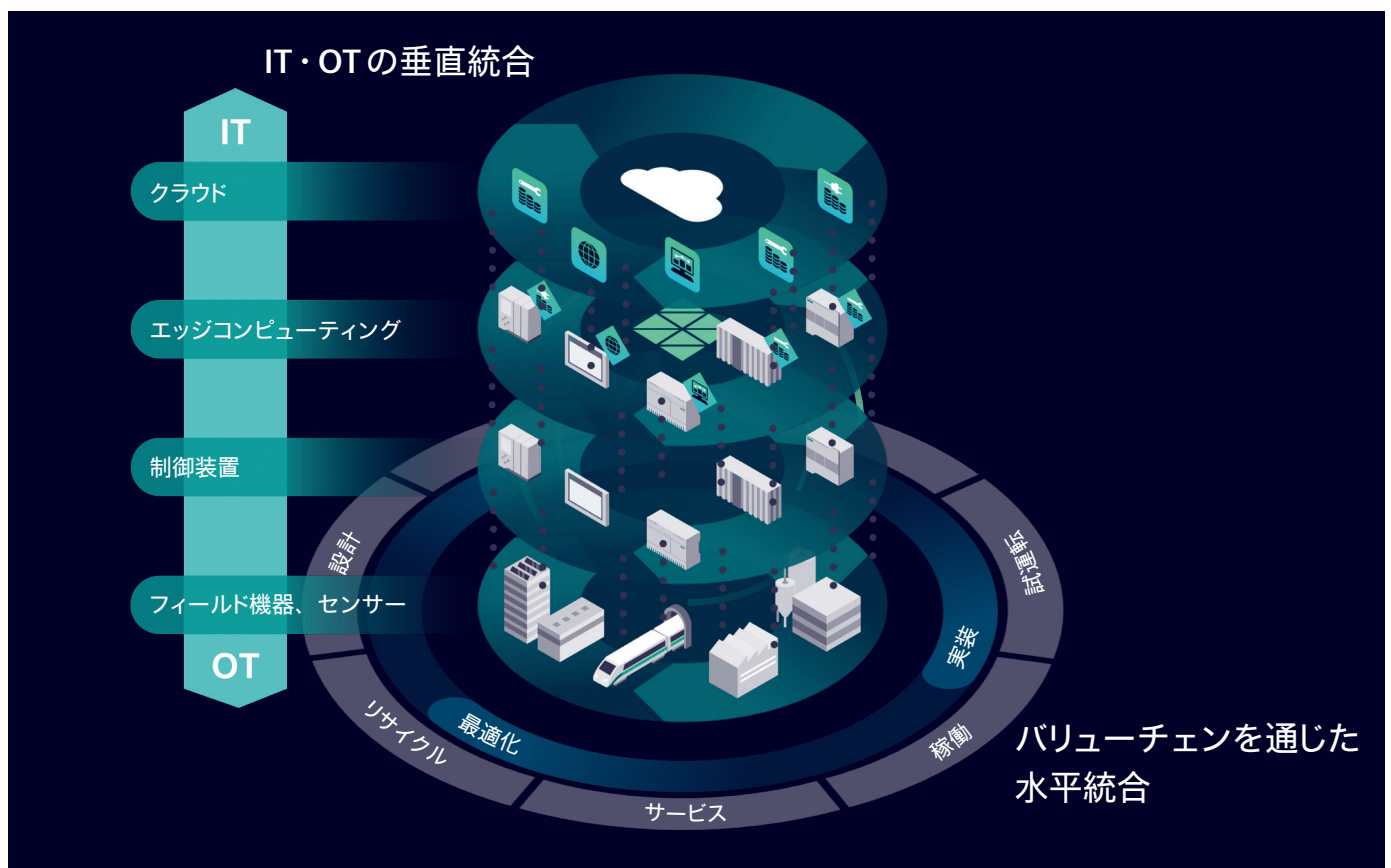 IT・OTの垂直統合
IT
クラウド
エッジコンピューティング
制御装置
フィールド機器、センサー
OT
設計
試運転
実装
稼働
サービス
リサイクル
最適化
バリューチェンを通じた
水平統合